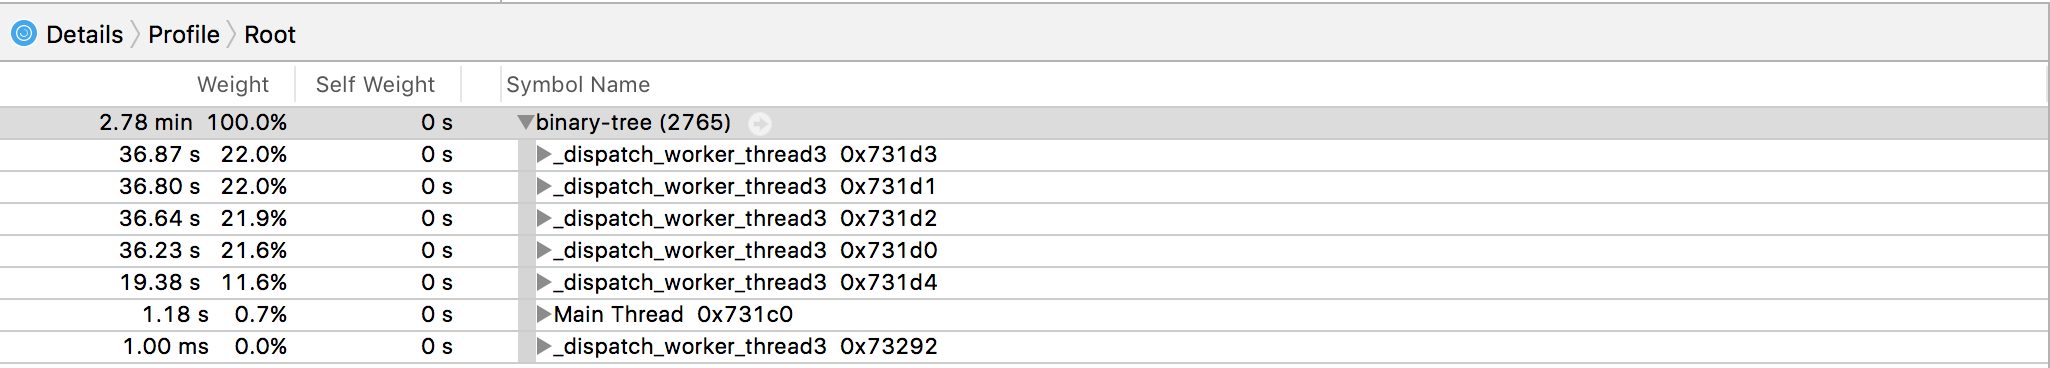 Details Profile Root
Weight Self Weight Symbol Name
2.78 min 100.0% 0 s binary-tree (2765)
36.87 s 22.0% 0 s _dispatch_worker_thread3 0x731d3
36.80 s 22.0% 0 s _dispatch_worker_thread3 0x731d1
36.64 s 21.9% 0 s _dispatch_worker_thread3 0x731d2
36.23 s 21.6% 0 s _dispatch_worker_thread3 0x731d0
19.38 s 11.6% 0 s _dispatch_worker_thread3 0x731d4
1.18 s 0.7% 0 s Main Thread 0x731c0
1.00 ms 0.0% 0 s _dispatch_worker_thread3 0x73292